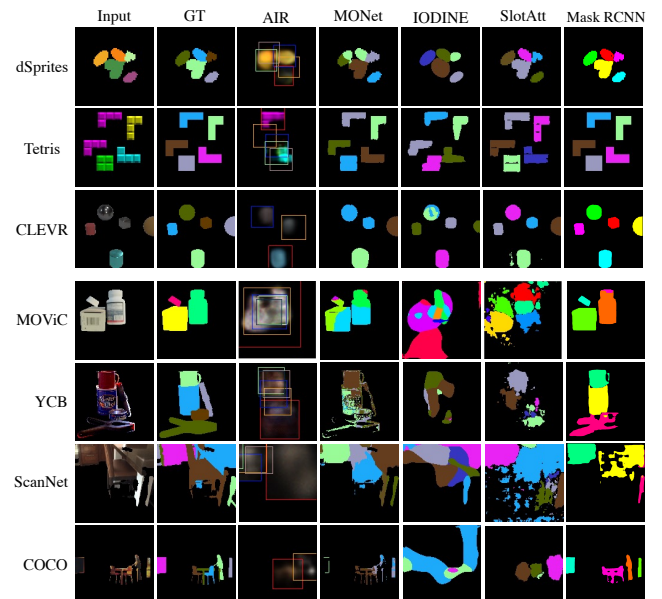 Input GT AIR MONet IODINE SlotAtt Mask RCNN
dSprites
Tetris
CLEVR
MOViC
YCB
ScanNet
COCO